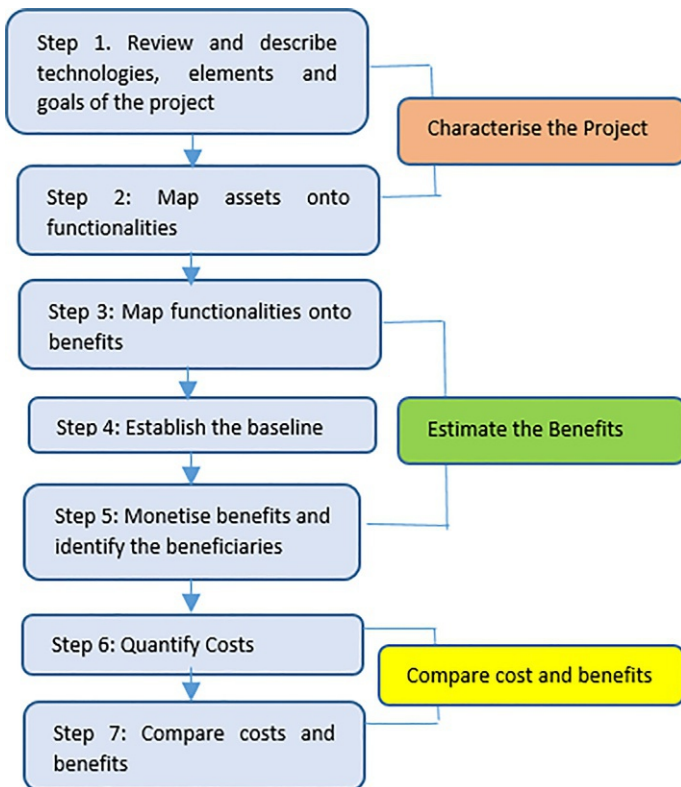 Step 1. Review and describe
technologies, elements and
goals of the project
Characterise the Project
Step 2: Map assets onto
functionalities
Step 3: Map functionalities onto
benefits
Step 4: Establish the baseline
Estimate the Benefits
Step 5: Monetise benefits and
identify the beneficiaries
Step 6: Quantify Costs
Compare cost and benefits
Step 7: Compare costs and
benefits